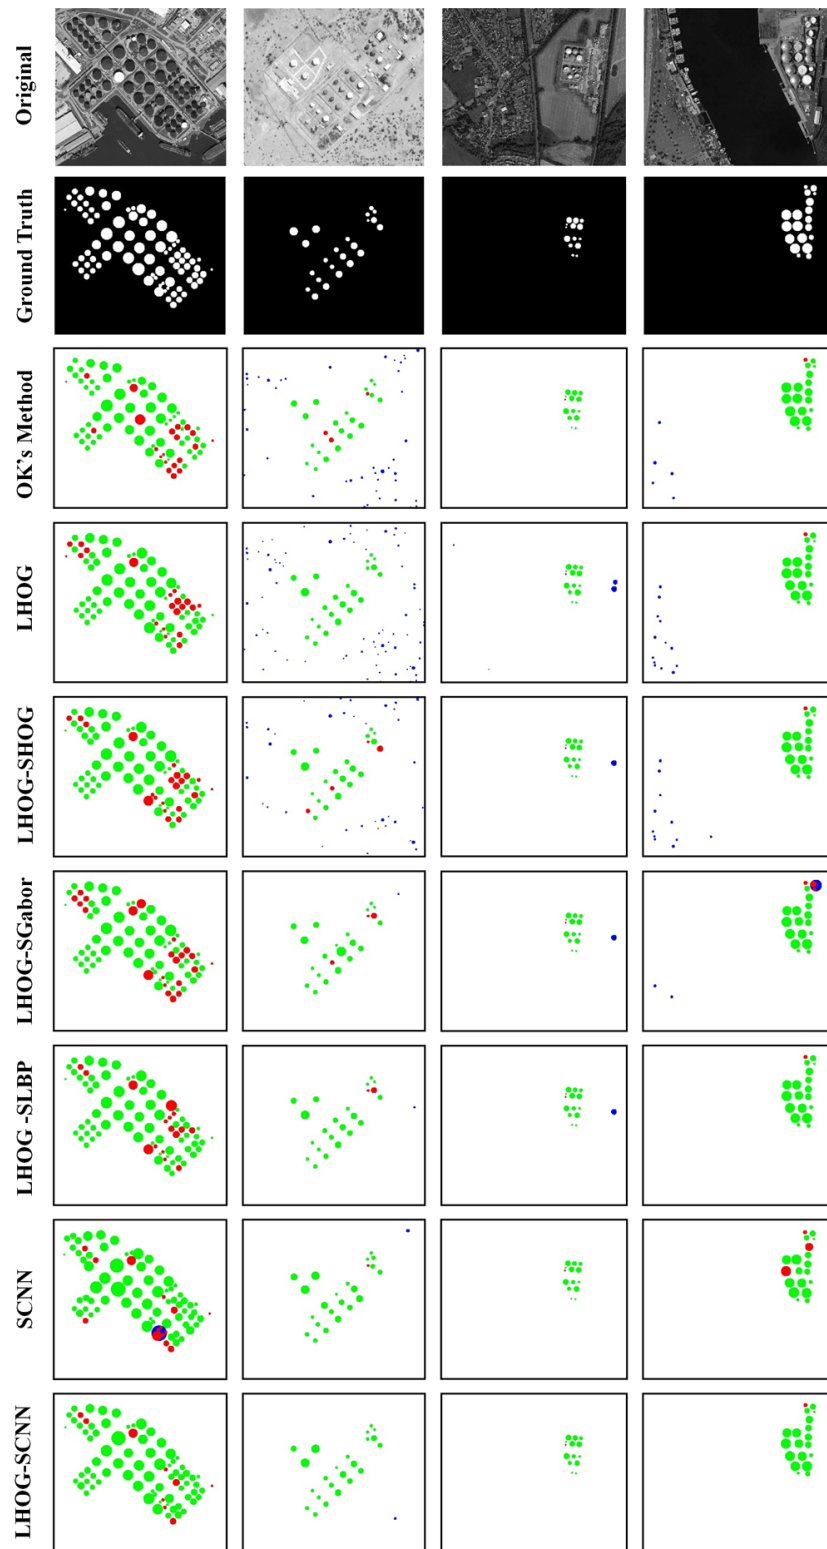 Original
Ground Truth
OK's Method
LHOG
LHOG-SHOG
LHOG-SGabor
LHOG -SLBP
SCNN
LHOG-SCNN